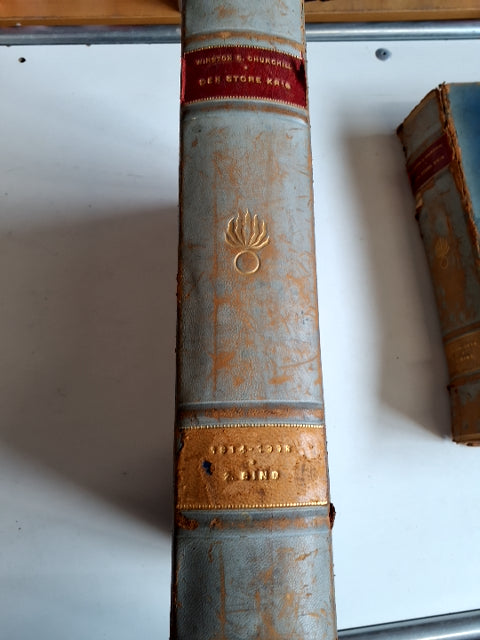 WINSTON S. CHURCHILL
DEN STORE KRIG
1914-1918
2. BIND